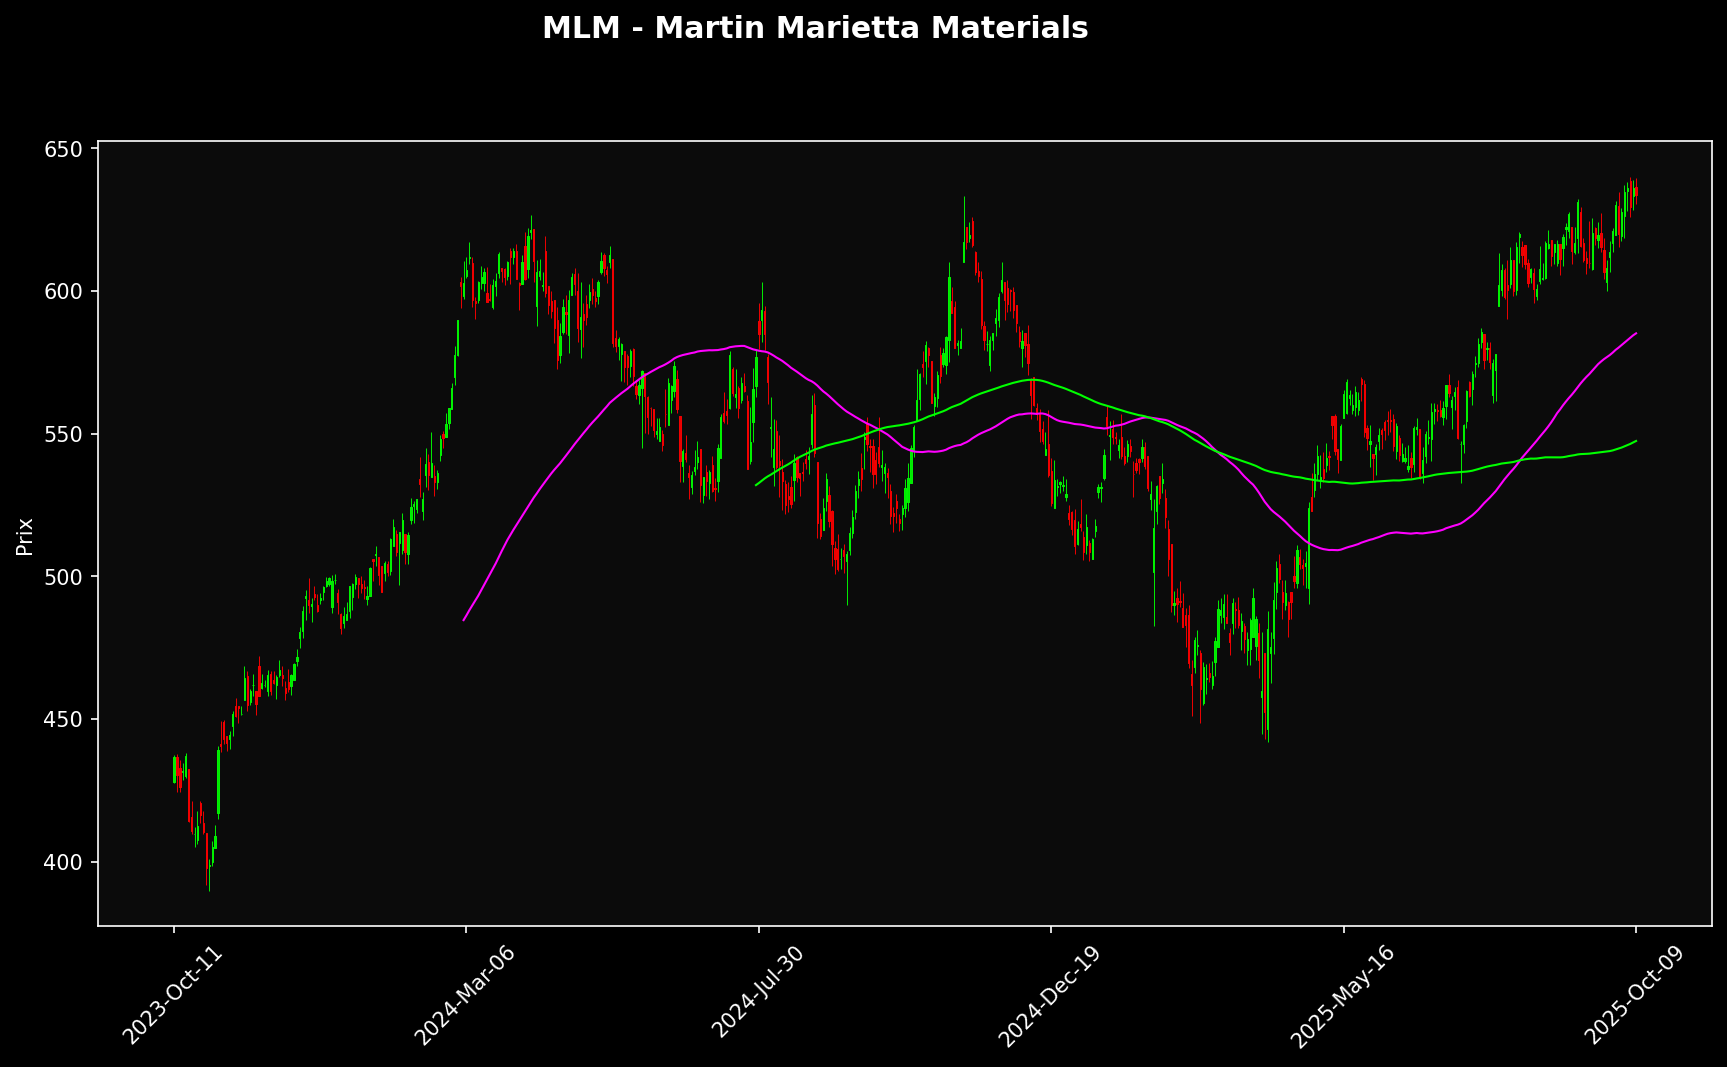 MLM - Martin Marietta Materials
Prix
650
600
550
500
450
400
2023-Oct-11
2024-Mar-06
2024-Jul-30
2024-Dec-19
2025-May-16
2025-Oct-09